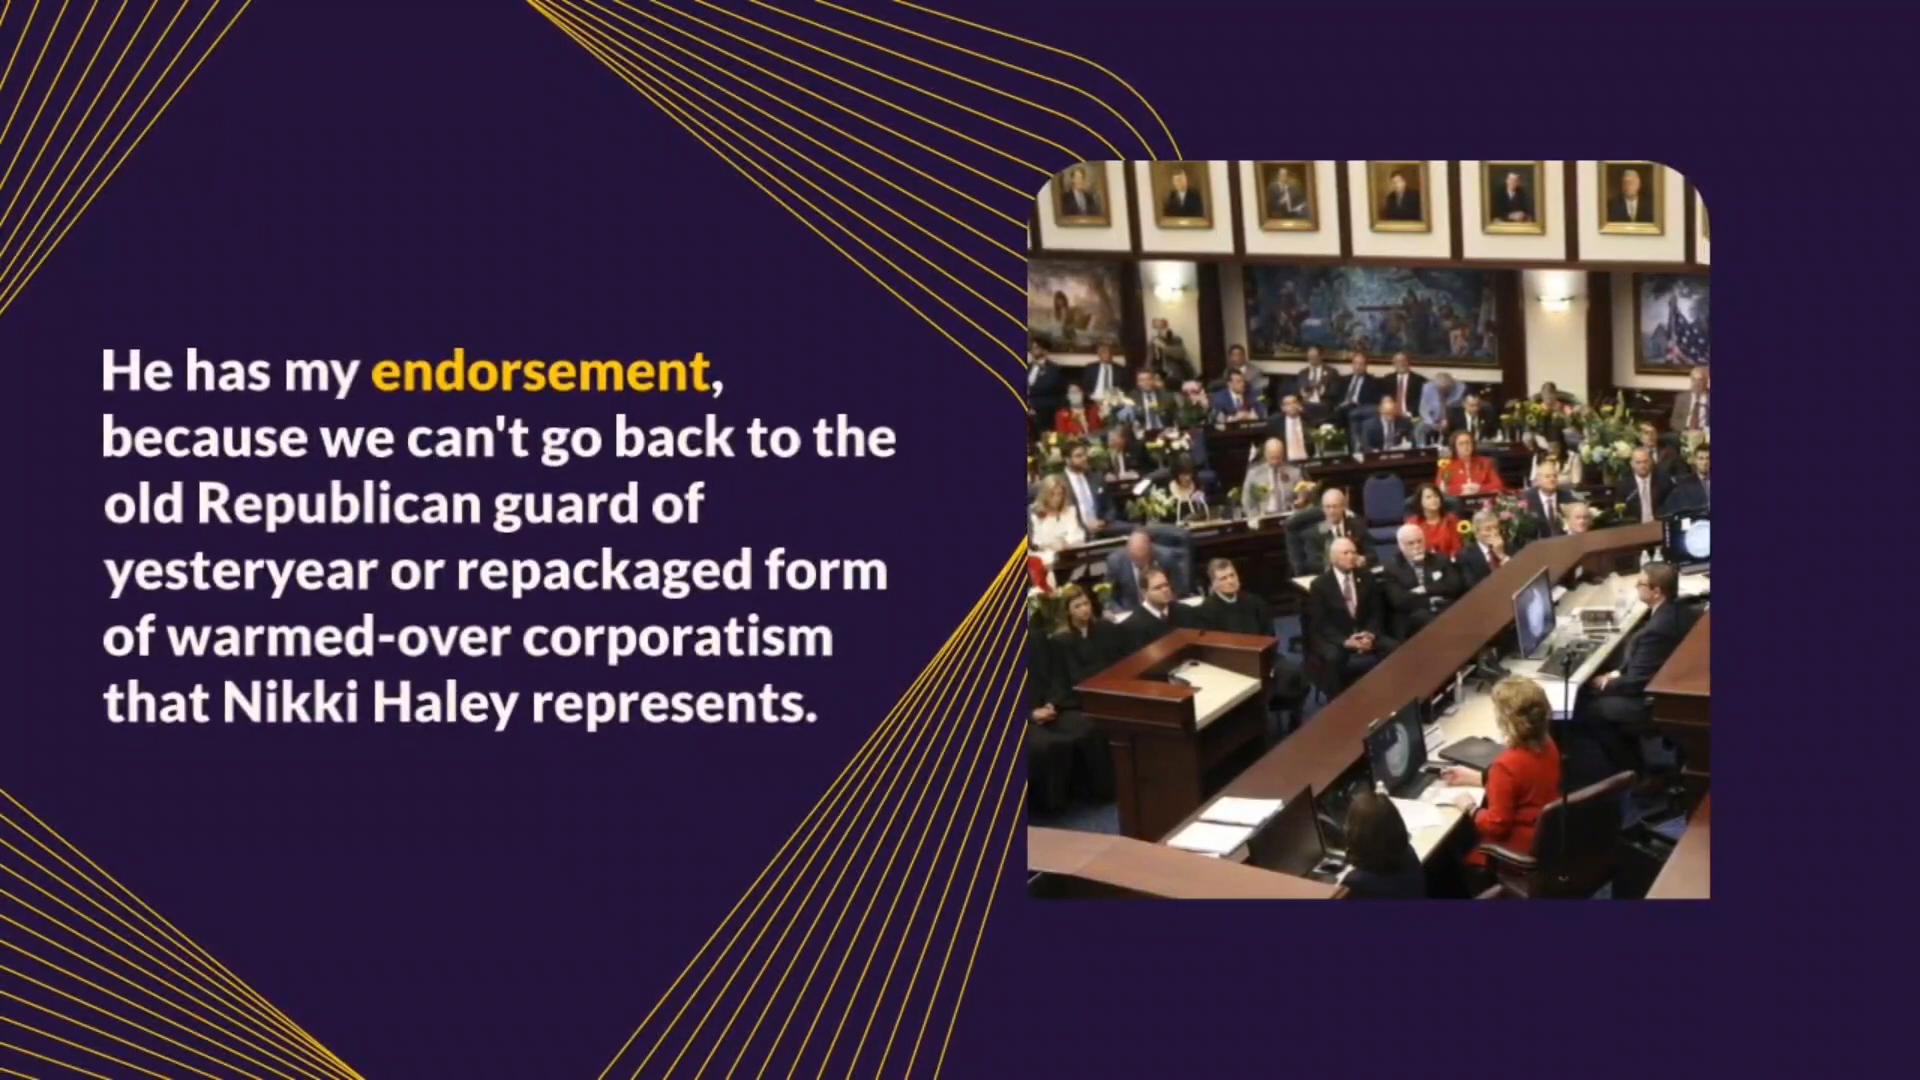 He has my endorsement,
because we can't go back to the
old Republican guard of
yesteryear or repackaged form
of warmed-over corporatism
that Nikki Haley represents.